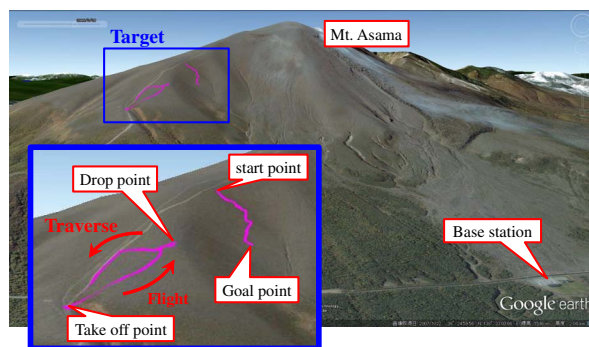 Target
Mt. Asama
Drop point
start point
Traverse
Base station
Flight
Goal point
Take off point
Google earth